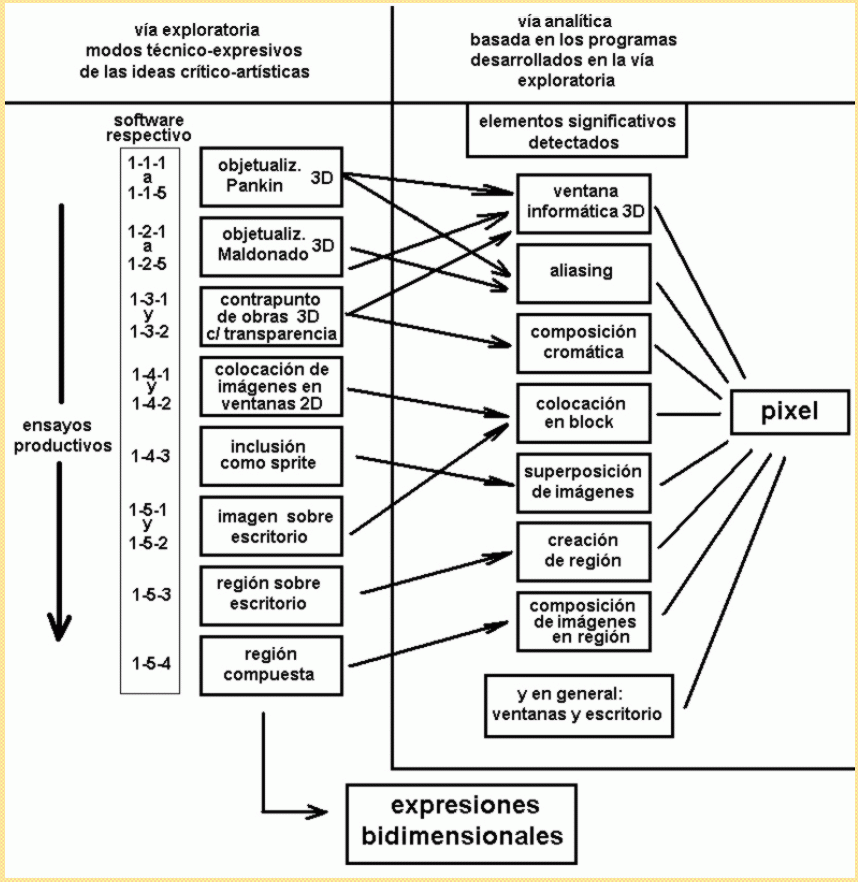 vía exploratoria
modos técnico-expresivos
de las ideas crítico-artísticas
vía analítica
basada en los programas
desarrollados en la vía
exploratoria
software
respectivo
elementos significativos
detectados
ensayos
productivos
1-1-1
a
1-1-5
objetualiz.
Pankin 3D
1-2-1
a
1-2-5
objetualiz.
Maldonado 3D
1-3-1
y
1-3-2
contrapunto
de obras 3D
c/ transparencia
1-4-1
y
1-4-2
colocación de
imágenes en
ventanas 2D
1-4-3
inclusión
como sprite
1-5-1
y
1-5-2
imagen sobre
escritorio
1-5-3
región sobre
escritorio
1-5-4
región
compuesta
ventana
informática 3D
aliasing
composición
cromática
colocación
en block
superposición
de imágenes
creación
de región
composición
de imágenes
en región
y en general:
ventanas y escritorio
pixel
expresiones
bidimensionales